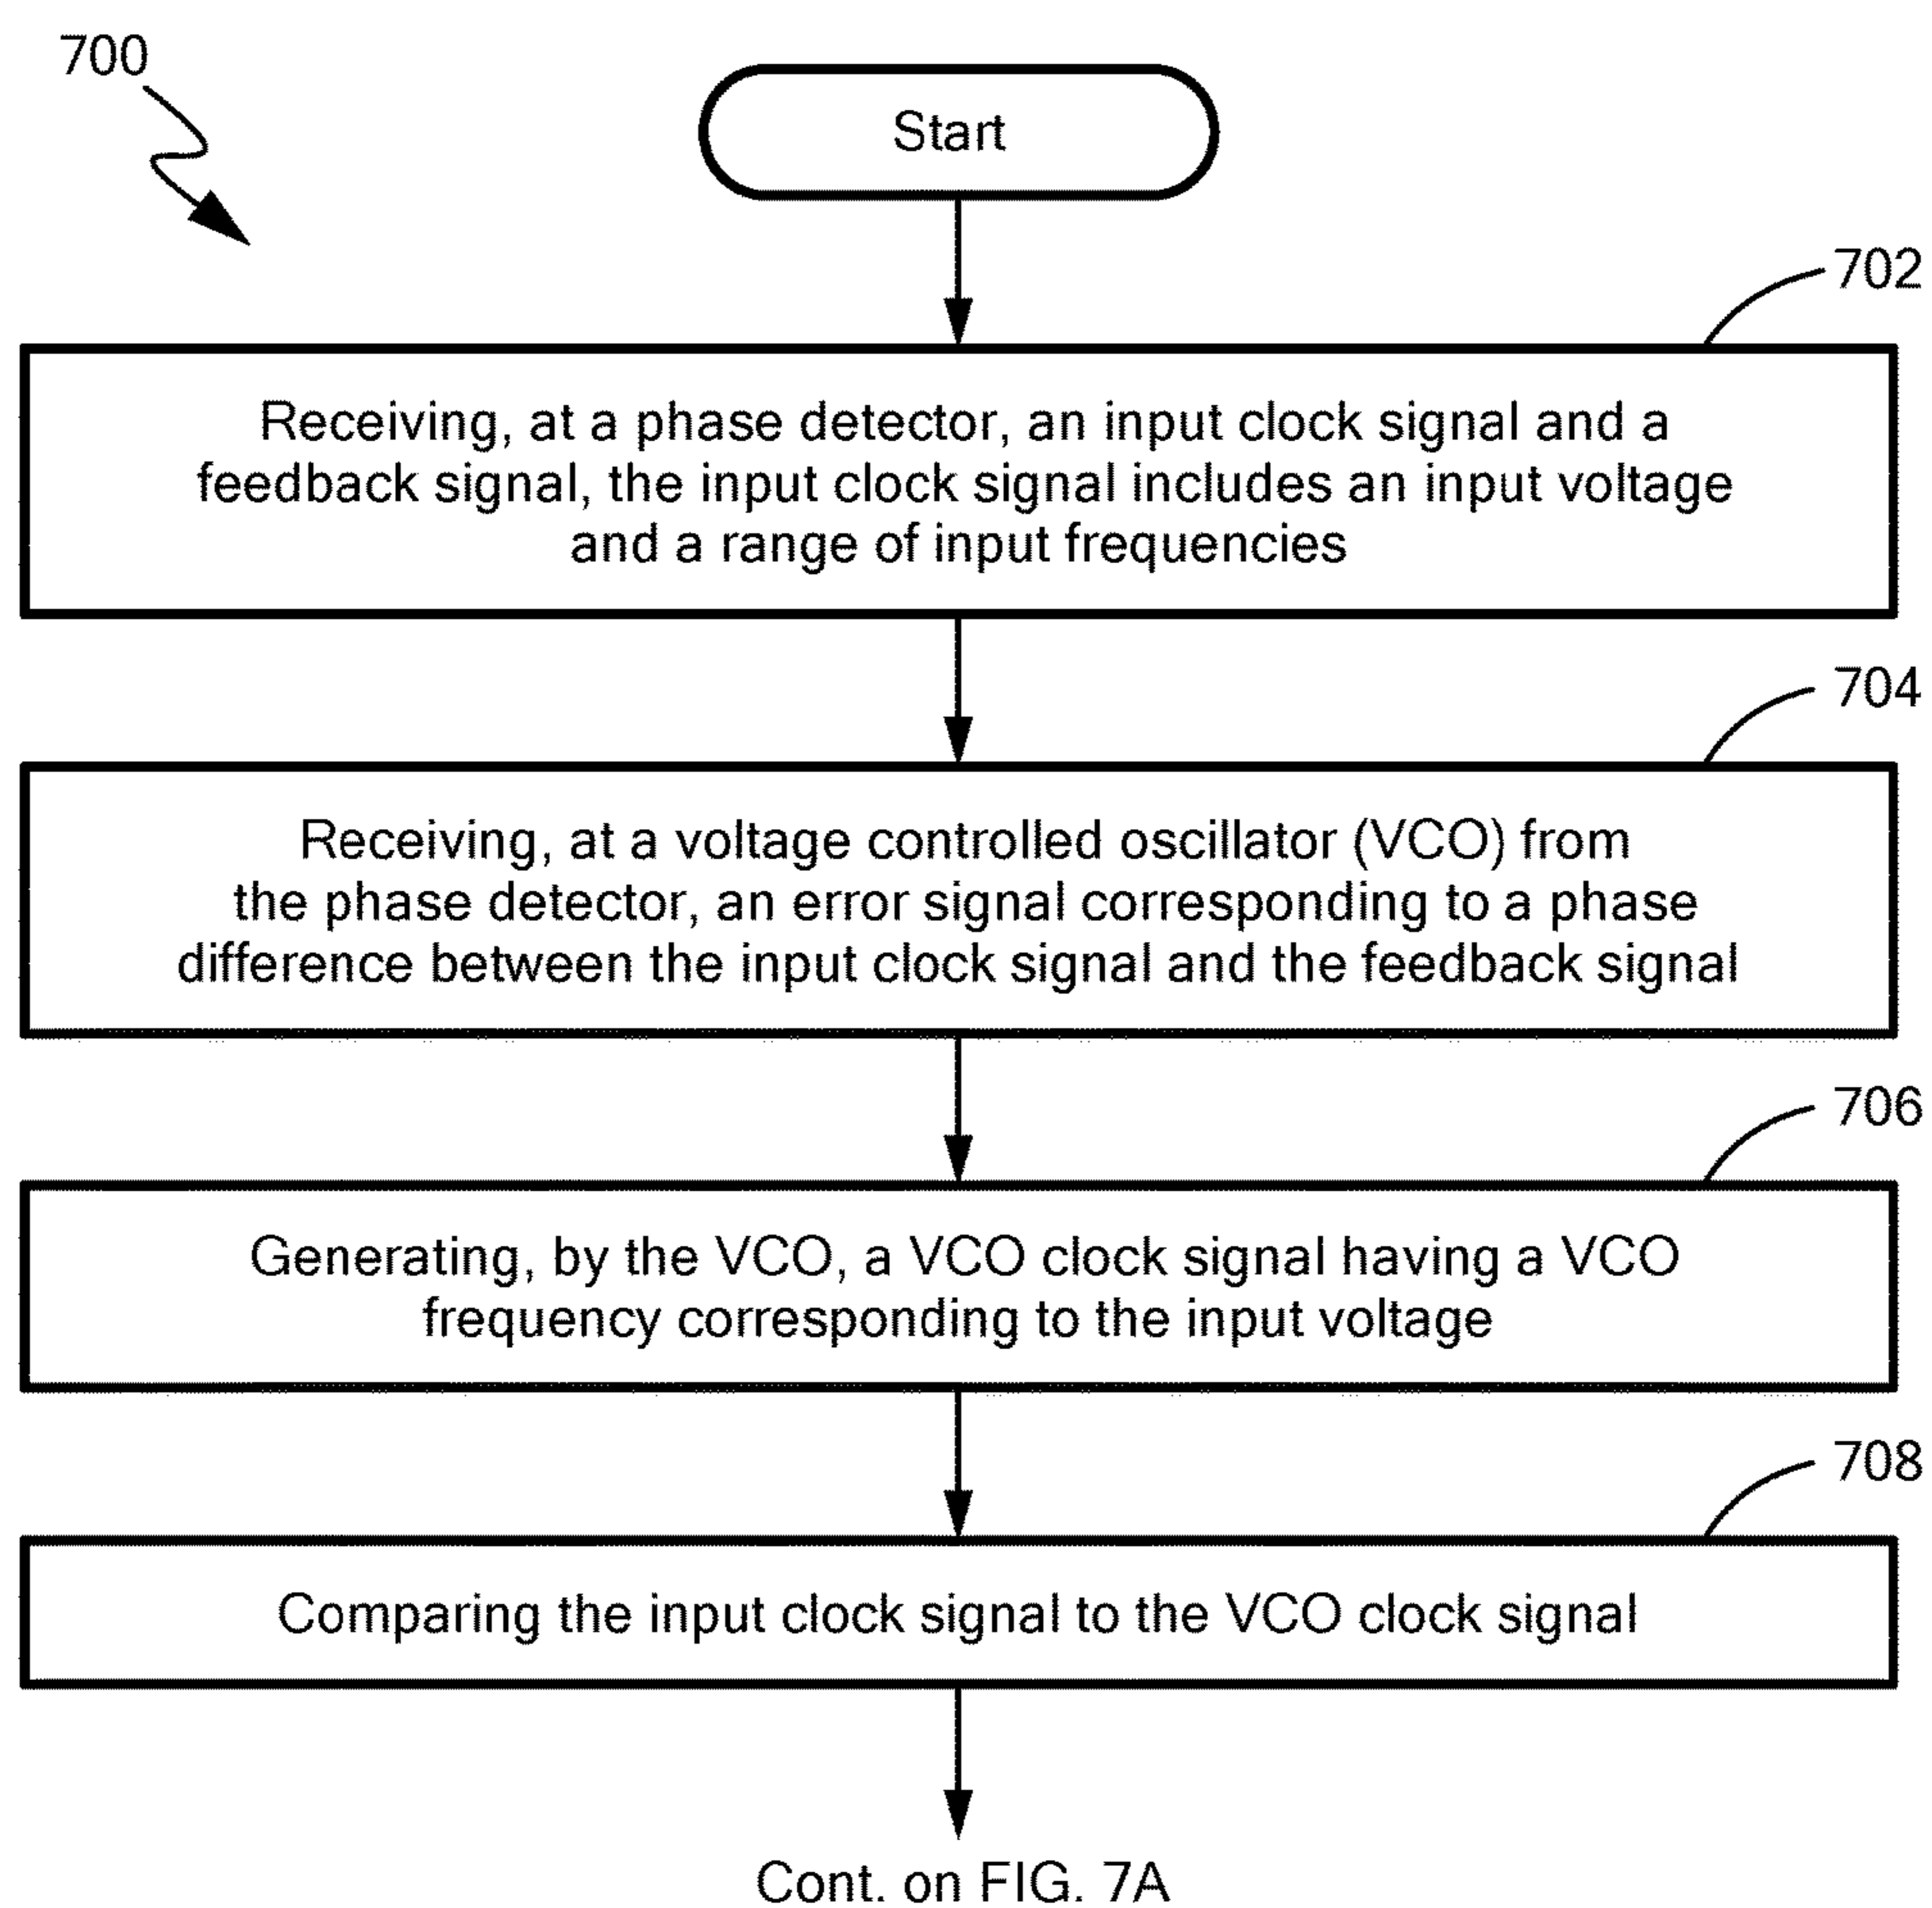 700
Start
702
Receiving, at a phase detector, an input clock signal and a
feedback signal, the input clock signal includes an input voltage
and a range of input frequencies
704
Receiving, at a voltage controlled oscillator (VCO) from
the phase detector, an error signal corresponding to a phase
difference between the input clock signal and the feedback signal
706
Generating, by the VCO, a VCO clock signal having a VCO
frequency corresponding to the input voltage
708
Comparing the input clock signal to the VCO clock signal
Cont. on FIG. 7A